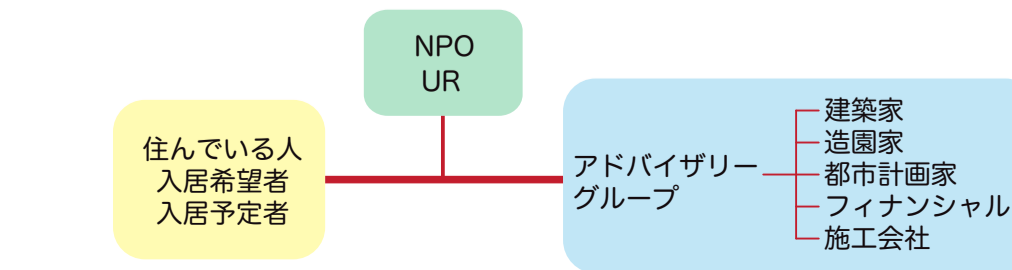 NPO
UR
住んでいる人
入居希望者
入居予定者
アドバイザリー
グループ
建築家
造園家
都市計画家
フィナンシャル
施工会社